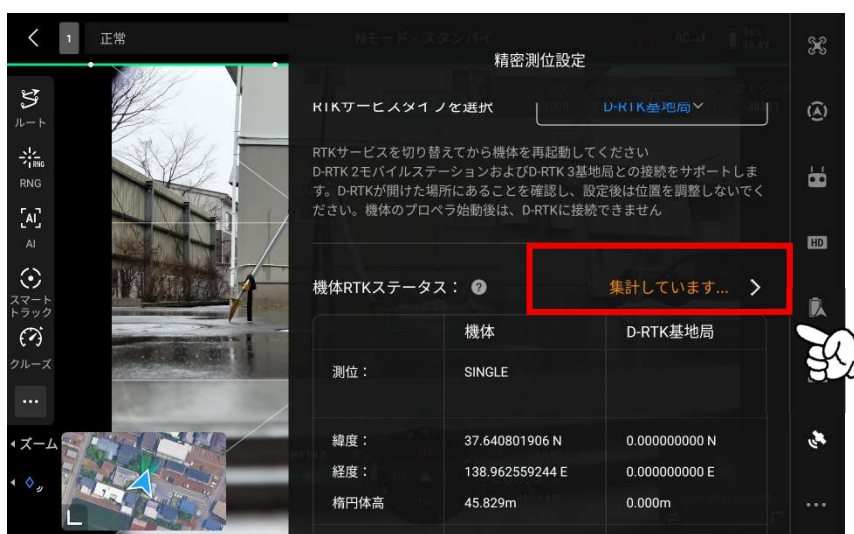 1 正常
Nモード - スタンバイ
精密測位設定
RTKサービスタイプを選択
D-RTK基地局
RTKサービスを切り替えてから機体を再起動してください
D-RTK 2モバイルステーションおよびD-RTK 3基地局との接続をサポートしま
す。D-RTKが開けた場所にあることを確認し、設定後は位置を調整しないでく
ださい。機体のプロペラ始動後は、D-RTKに接続できません
機体RTKステータス： ?
集計しています...
機体 D-RTK基地局
測位： SINGLE
緯度： 37.640801906 N 0.000000000 N
経度： 138.962559244 E 0.000000000 E
楕円体高 45.829m 0.000m
ルート
RNG
RNG
AI
AI
スマート
トラック
クルーズ
ズーム
HD